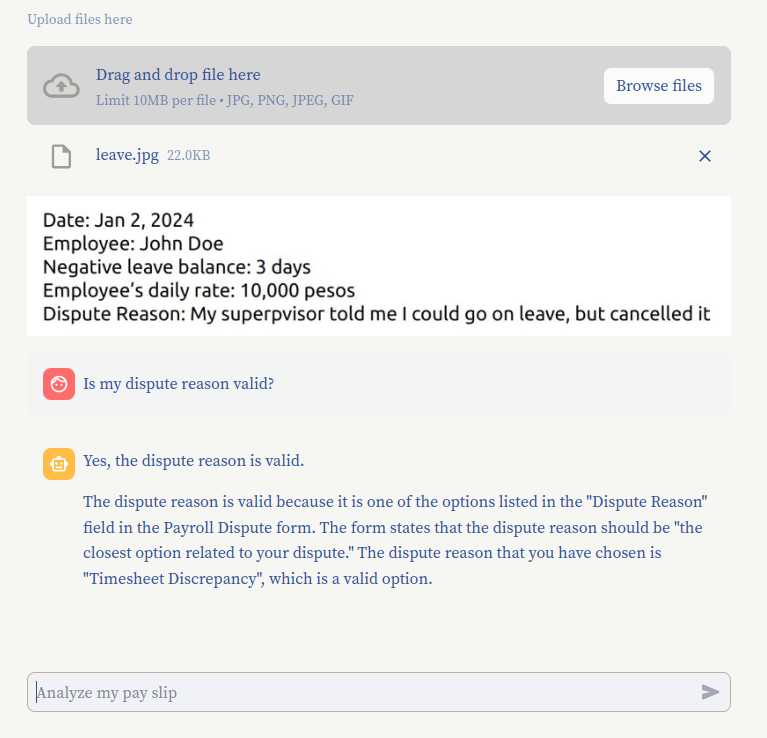 Upload files here
Drag and drop file here
Limit 10MB per file • JPG, PNG, JPEG, GIF
Browse files
leave.jpg 22.0KB
Date: Jan 2, 2024
Employee: John Doe
Negative leave balance: 3 days
Employee's daily rate: 10,000 pesos
Dispute Reason: My superpvisor told me I could go on leave, but cancelled it
Is my dispute reason valid?
Yes, the dispute reason is valid.
The dispute reason is valid because it is one of the options listed in the "Dispute Reason"
field in the Payroll Dispute form. The form states that the dispute reason should be "the
closest option related to your dispute." The dispute reason that you have chosen is
"Timesheet Discrepancy", which is a valid option.
Analyze my pay slip